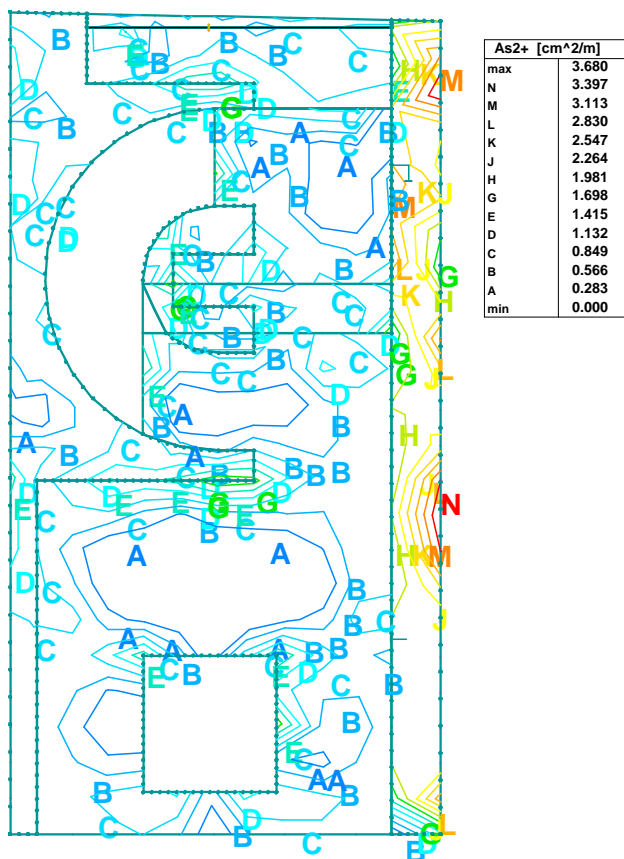 As2+ [cm^2/m]
max 3.680
N 3.397
M 3.113
L 2.830
K 2.547
J 2.264
H 1.981
G 1.698
E 1.415
D 1.132
C 0.849
B 0.566
A 0.283
min 0.000
B B C
E B B
C B H K M
D D E
E G D
C B C D B B A B D
C
A A
C E B B K J
D C C M
C D D A
E C B D B
L J G
K H
G G C B C C
D C B D D
C C B C D G L
C C C G J
E C D
A C B B
A C A H
B B C B B B
D E D E E G G D N
E C D D E C B C J L
A A H K M
D C B
B C J
A B
C A A B B
E C B E D C B
B B
E C A A
B B
C D B C G L
B D